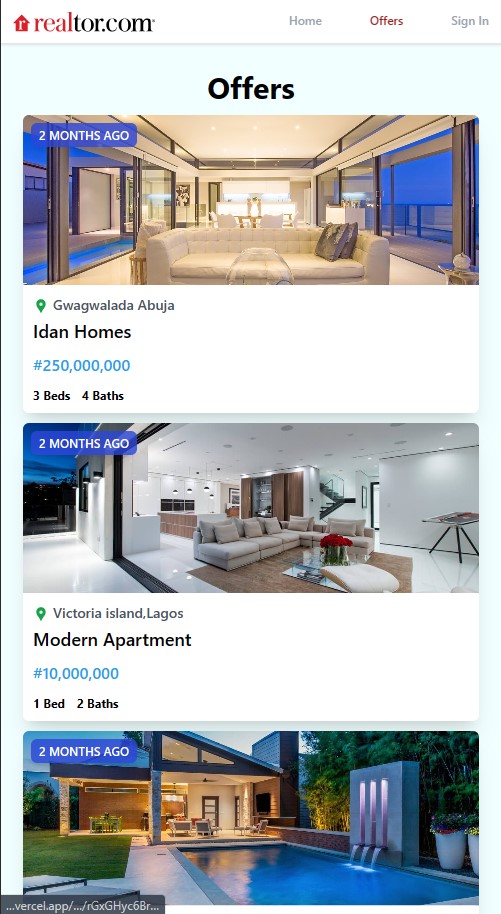 realtor.com
Home Offers Sign In
Offers
2 MONTHS AGO
Gwagwalada Abuja
Idan Homes
#250,000,000
3 Beds 4 Baths
2 MONTHS AGO
Victoria island,Lagos
Modern Apartment
#10,000,000
1 Bed 2 Baths
2 MONTHS AGO
...vercel.app/.../rGxGHyc6Br...